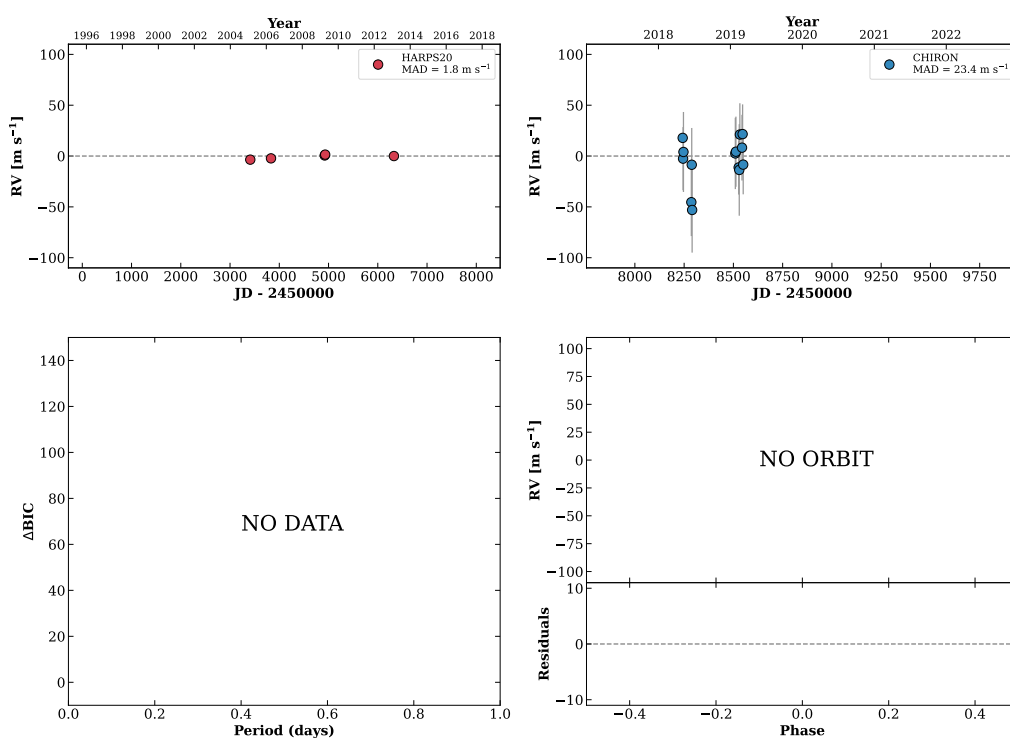 Year
1996 1998 2000 2002 2004 2006 2008 2010 2012 2014 2016 2018
100
50
0
−50
−100
RV [m s⁻¹]
HARPS20
MAD = 1.8 m s⁻¹
0 1000 2000 3000 4000 5000 6000 7000 8000
JD - 2450000
Year
2018 2019 2020 2021 2022
100
50
0
−50
−100
RV [m s⁻¹]
CHIRON
MAD = 23.4 m s⁻¹
8000 8250 8500 8750 9000 9250 9500 9750
JD - 2450000
140
120
100
80
60
40
20
0
ΔBIC
NO DATA
0.0 0.2 0.4 0.6 0.8 1.0
Period (days)
100
75
50
25
0
−25
−50
−75
−100
RV [m s⁻¹]
NO ORBIT
10
0
−10
Residuals
−0.4 −0.2 0.0 0.2 0.4
Phase